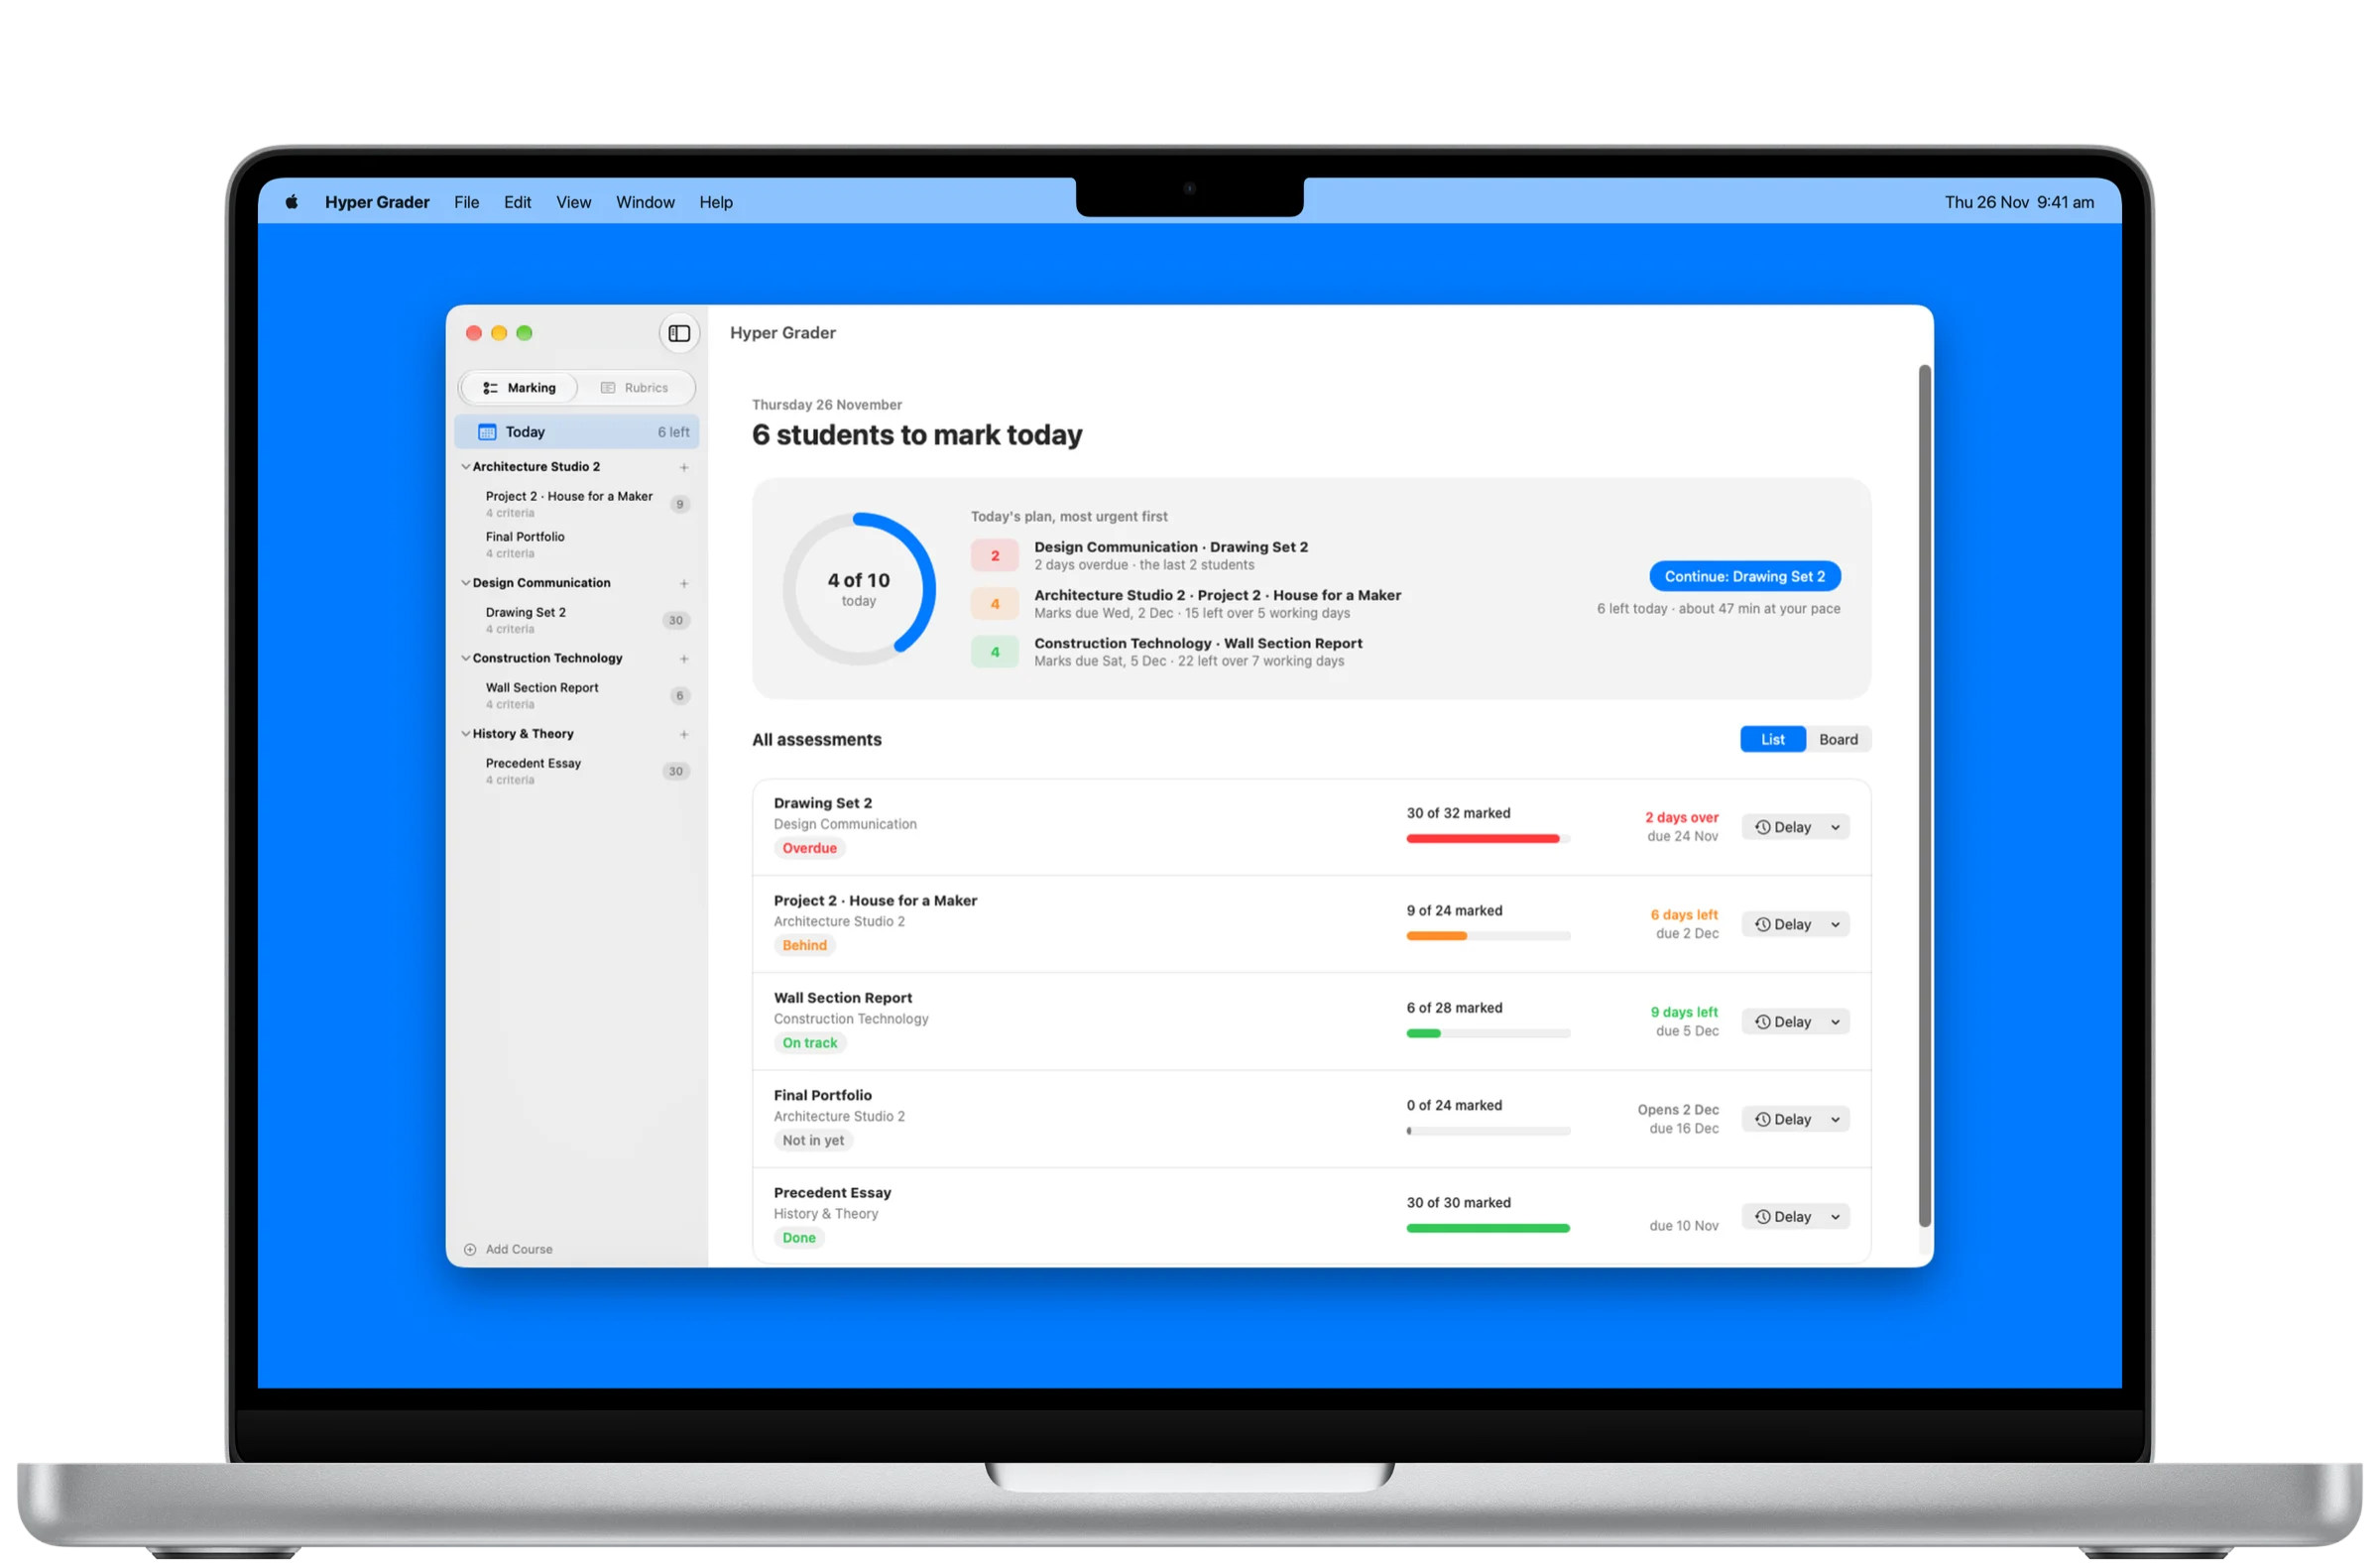 Hyper Grader File Edit View Window Help
Thu 26 Nov 9:41 am
Hyper Grader
Marking
Rubrics
Today
6 left
Architecture Studio 2
Project 2 · House for a Maker
4 criteria
9
Final Portfolio
4 criteria
Design Communication
Drawing Set 2
4 criteria
30
Construction Technology
Wall Section Report
4 criteria
6
History & Theory
Precedent Essay
4 criteria
30
Add Course
Thursday 26 November
6 students to mark today
4 of 10
today
Today's plan, most urgent first
2
Design Communication · Drawing Set 2
2 days overdue · the last 2 students
4
Architecture Studio 2 · Project 2 · House for a Maker
Marks due Wed, 2 Dec · 15 left over 5 working days
4
Construction Technology · Wall Section Report
Marks due Sat, 5 Dec · 22 left over 7 working days
Continue: Drawing Set 2
6 left today · about 47 min at your pace
All assessments
List
Board
Drawing Set 2
Design Communication
Overdue
30 of 32 marked
2 days over
due 24 Nov
Delay
Project 2 · House for a Maker
Architecture Studio 2
Behind
9 of 24 marked
6 days left
due 2 Dec
Delay
Wall Section Report
Construction Technology
On track
6 of 28 marked
9 days left
due 5 Dec
Delay
Final Portfolio
Architecture Studio 2
Not in yet
0 of 24 marked
Opens 2 Dec
due 16 Dec
Delay
Precedent Essay
History & Theory
Done
30 of 30 marked
due 10 Nov
Delay